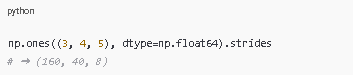 python
np.ones((3, 4, 5), dtype=np.float64).strides
# → (160, 40, 8)